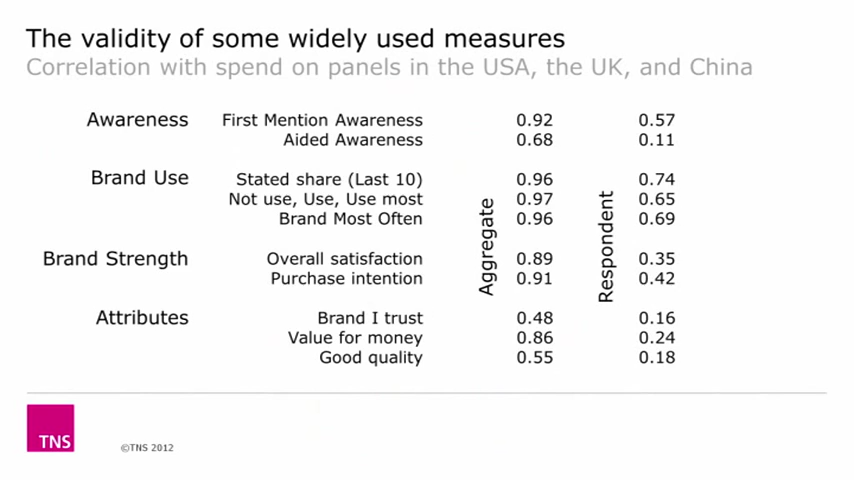 The validity of some widely used measures
Correlation with spend on panels in the USA, the UK, and China
Awareness First Mention Awareness 0.92 0.57
Aided Awareness 0.68 0.11
Brand Use Stated share (Last 10) 0.96 0.74
Not use, Use, Use most 0.97 0.65
Brand Most Often 0.96 0.69
Aggregate
Respondent
Brand Strength Overall satisfaction 0.89 0.35
Purchase intention 0.91 0.42
Attributes Brand I trust 0.48 0.16
Value for money 0.86 0.24
Good quality 0.55 0.18
TNS
©TNS 2012